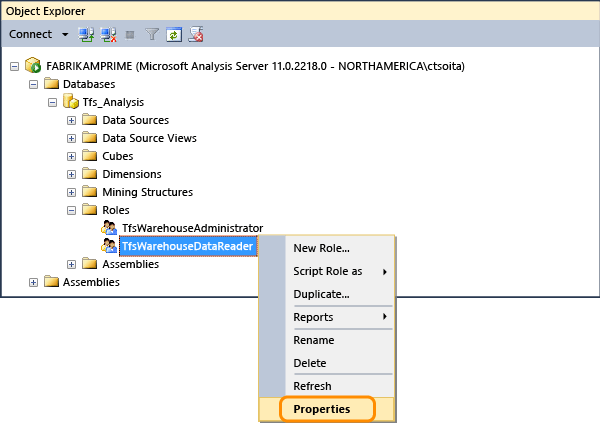 Object Explorer
Connect
FABRIKAMPRIME (Microsoft Analysis Server 11.0.2218.0 - NORTHAMERICA\ctsoita)
Databases
Tfs_Analysis
Data Sources
Data Source Views
Cubes
Dimensions
Mining Structures
Roles
TfsWarehouseAdministrator
TfsWarehouseDataReader
Assemblies
Assemblies
New Role...
Script Role as
Duplicate...
Reports
Rename
Delete
Refresh
Properties